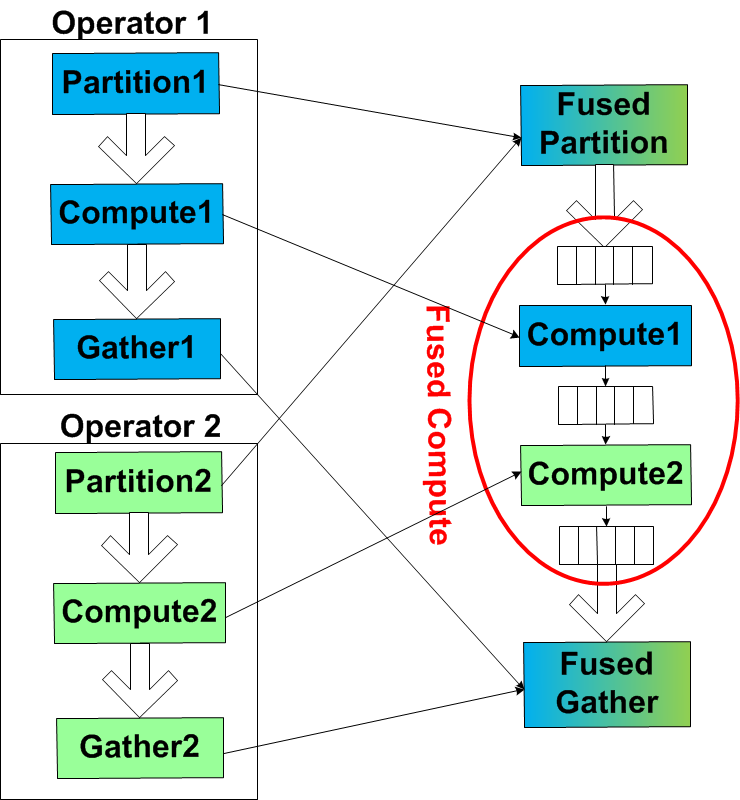 Operator 1
Partition1
Compute1
Gather1
Operator 2
Partition2
Compute2
Gather2
Fused Compute
Fused
Partition
Compute1
Compute2
Fused
Gather